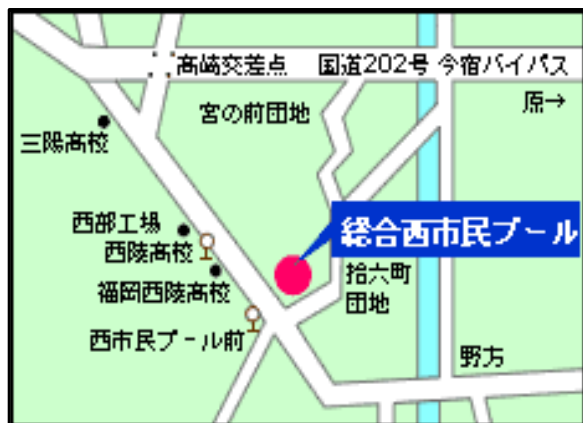 高崎交差点
国道202号 今宿バイパス
原→
宮の前団地
三陽高校
総合西市民プール
西部工場
西陵高校
福岡西陵高校
拾六町
団地
西市民プール前
野方